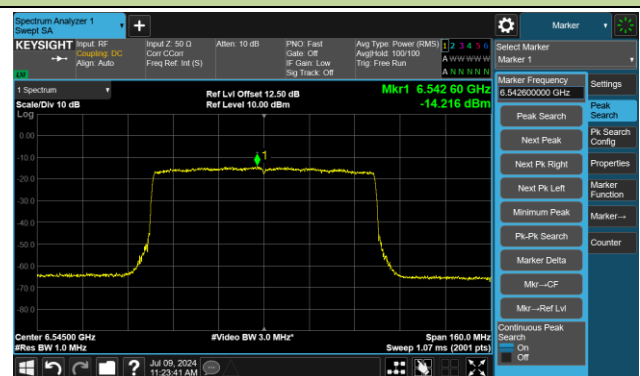 Spectrum Analyzer 1
Swept SA
+
Marker
KEYSIGHT
Input: RF
Coupling: DC
Align: Auto
Input Z: 50 Ω
Corr CCorr
Freq Ref: Int (S)
Atten: 10 dB
PNO: Fast
Gate: Off
IF Gain: Low
Sig Track: Off
Avg Type: Power (RMS)
Avg|Hold: 100/100
Trig: Free Run
1 2 3 4 5 6
A W W W W W
A N N N N N
Select Marker
Marker 1
LXI
1 Spectrum
Scale/Div 10 dB
Log
Ref Lvl Offset 12.50 dB
Ref Level 10.00 dBm
Mkr1 6.542 60 GHz
-14.216 dBm
0.00
-10.0
-20.0
-30.0
-40.0
-50.0
-60.0
-70.0
-80.0
1
Center 6.54500 GHz
#Res BW 1.0 MHz
#Video BW 3.0 MHz*
Span 160.0 MHz
Sweep 1.07 ms (2001 pts)
Marker Frequency
6.542600000 GHz
Peak Search
Next Peak
Next Pk Right
Next Pk Left
Minimum Peak
Pk-Pk Search
Marker Delta
Mkr→CF
Mkr→Ref Lvl
Continuous Peak
Search
On
Off
Settings
Peak
Search
Pk Search
Config
Properties
Marker
Function
Marker→
Counter
?
Jul 09, 2024
11:23:41 AM